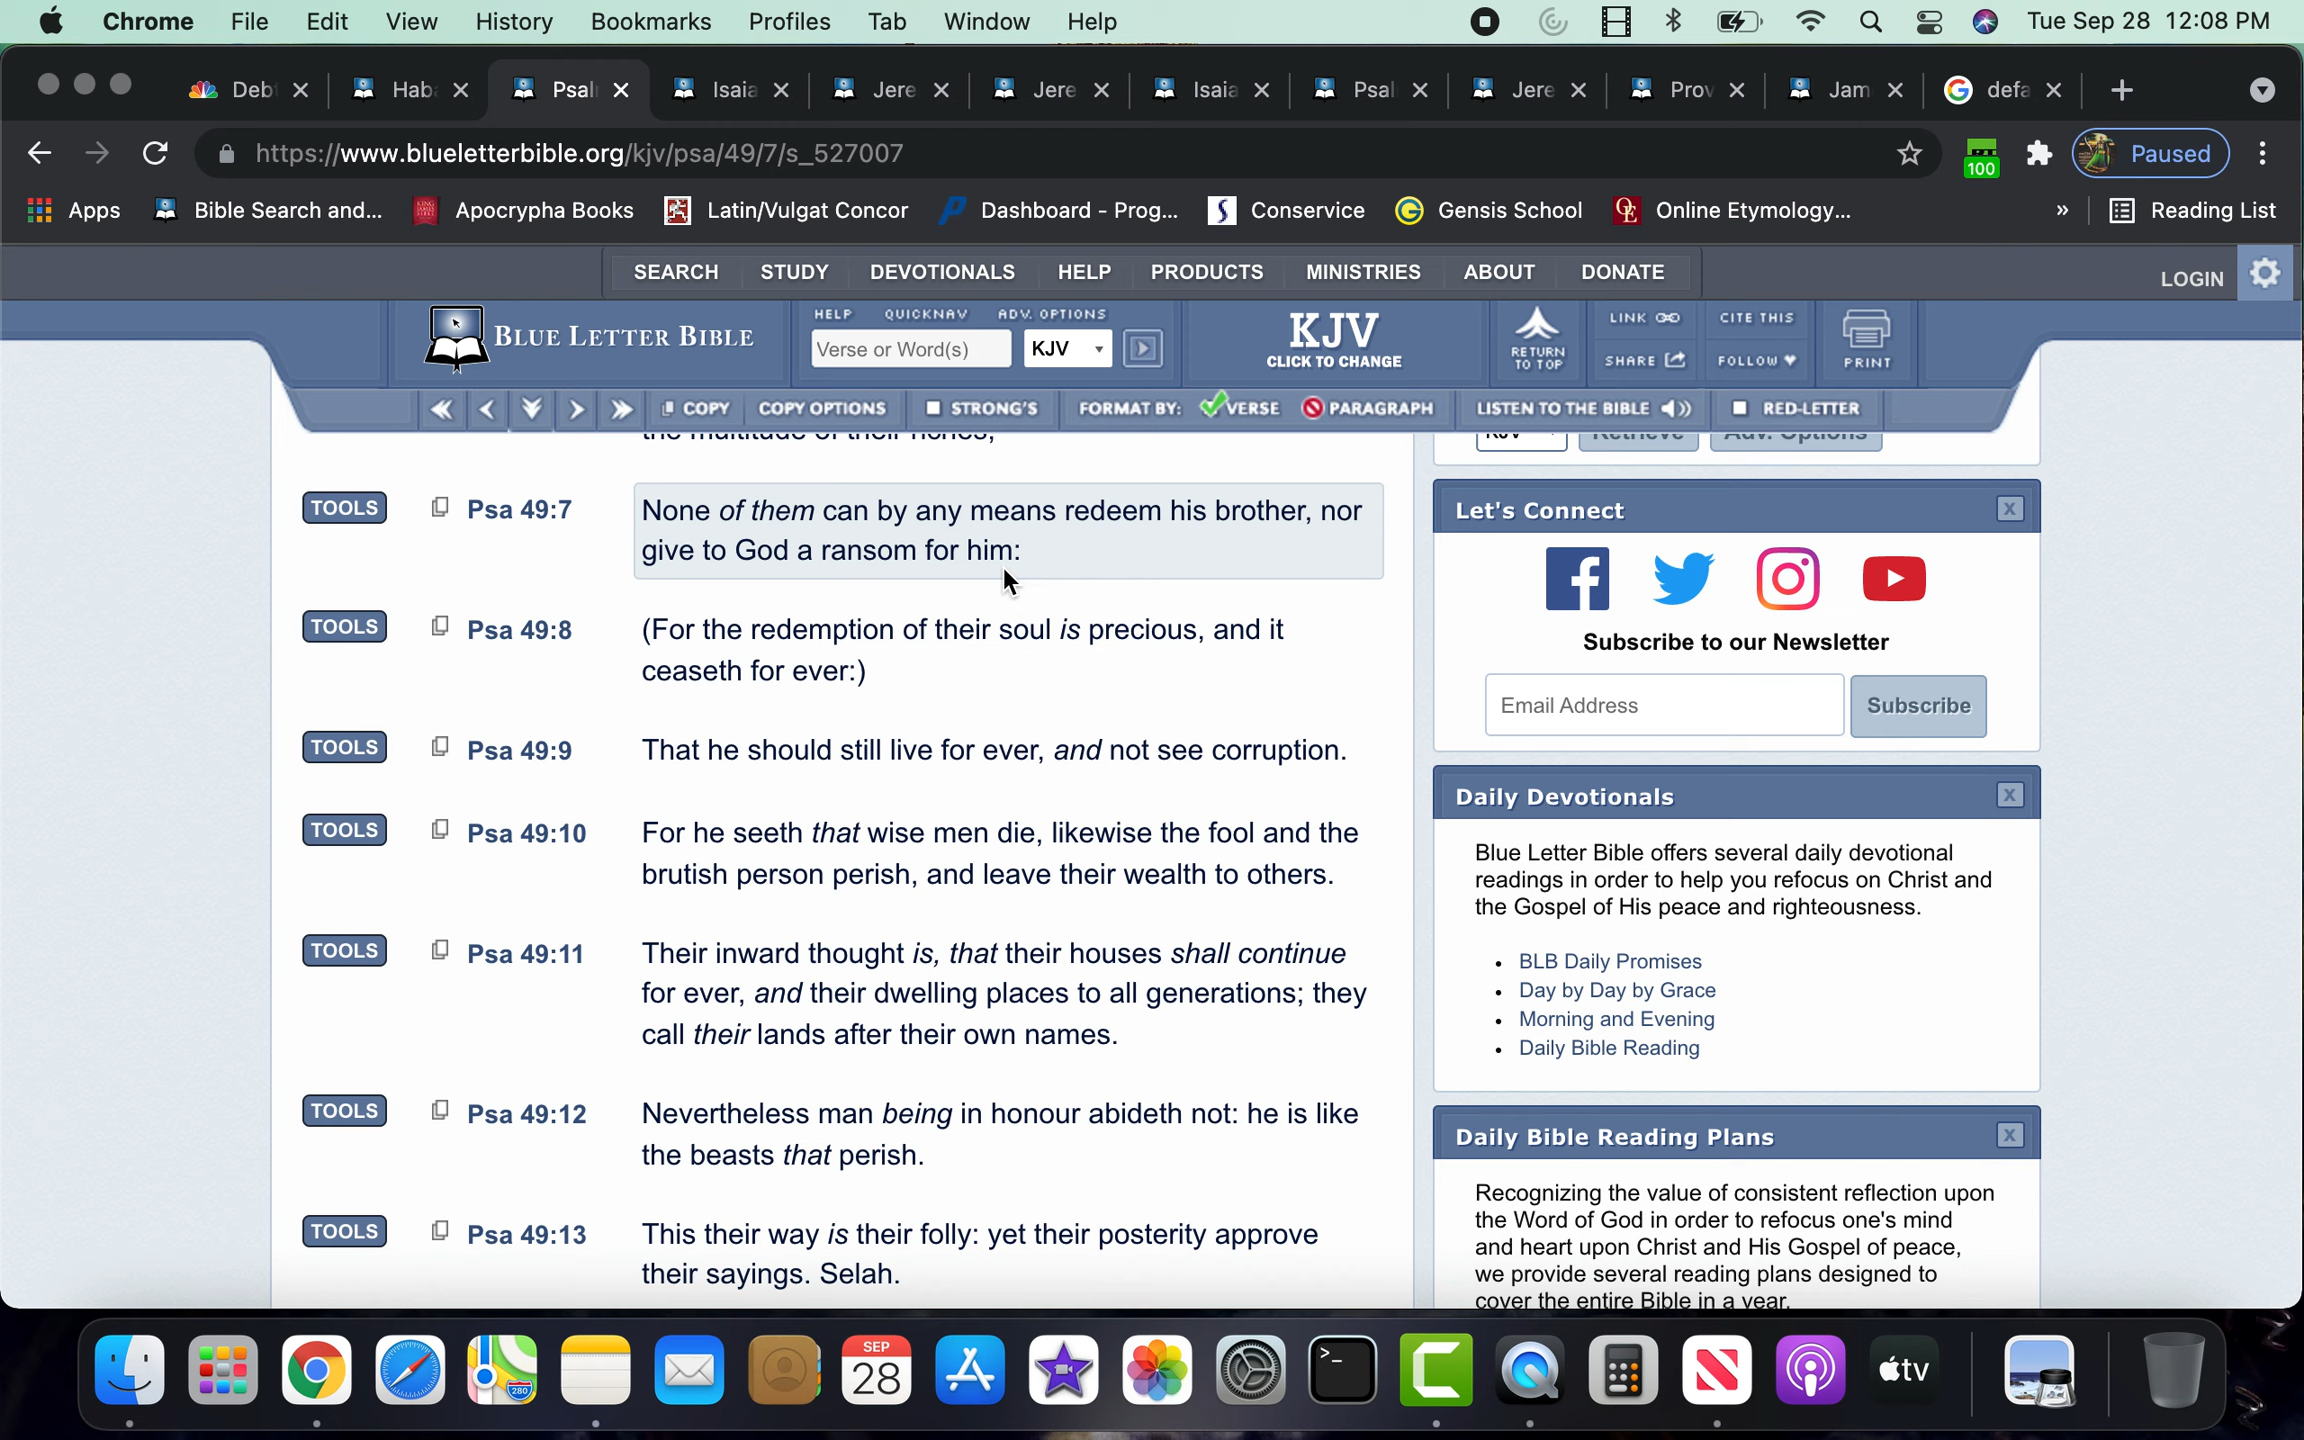 Chrome File Edit View History Bookmarks Profiles Tab Window Help Tue Sep 28 12:08 PM
Deb Hab Psal Isaia Jere Jere Isaia Psal Jere Prov Jam defa
https://www.blueletterbible.org/kjv/psa/49/7/s_527007 100 Paused
Apps Bible Search and... Apocrypha Books Latin/Vulgat Concor Dashboard - Prog... Conservice Gensis School Online Etymology... » Reading List
SEARCH STUDY DEVOTIONALS HELP PRODUCTS MINISTRIES ABOUT DONATE LOGIN
HELP QUICKNAV ADV. OPTIONS
BLUE LETTER BIBLE
Verse or Word(s) KJV
KJV
CLICK TO CHANGE
RETURN
TO TOP
LINK CITE THIS
SHARE FOLLOW
PRINT
COPY COPY OPTIONS STRONG'S FORMAT BY: VERSE PARAGRAPH LISTEN TO THE BIBLE RED-LETTER
the multitude of their riches;
TOOLS Psa 49:7 None of them can by any means redeem his brother, nor
give to God a ransom for him:
TOOLS Psa 49:8 (For the redemption of their soul is precious, and it
ceaseth for ever:)
TOOLS Psa 49:9 That he should still live for ever, and not see corruption.
TOOLS Psa 49:10 For he seeth that wise men die, likewise the fool and the
brutish person perish, and leave their wealth to others.
TOOLS Psa 49:11 Their inward thought is, that their houses shall continue
for ever, and their dwelling places to all generations; they
call their lands after their own names.
TOOLS Psa 49:12 Nevertheless man being in honour abideth not: he is like
the beasts that perish.
TOOLS Psa 49:13 This their way is their folly: yet their posterity approve
their sayings. Selah.
KJV Retrieve Adv. Options
Let's Connect X
Subscribe to our Newsletter
Email Address Subscribe
Daily Devotionals X
Blue Letter Bible offers several daily devotional
readings in order to help you refocus on Christ and
the Gospel of His peace and righteousness.
BLB Daily Promises
Day by Day by Grace
Morning and Evening
Daily Bible Reading
Daily Bible Reading Plans X
Recognizing the value of consistent reflection upon
the Word of God in order to refocus one's mind
and heart upon Christ and His Gospel of peace,
we provide several reading plans designed to
cover the entire Bible in a year.
280
SEP
28
tv